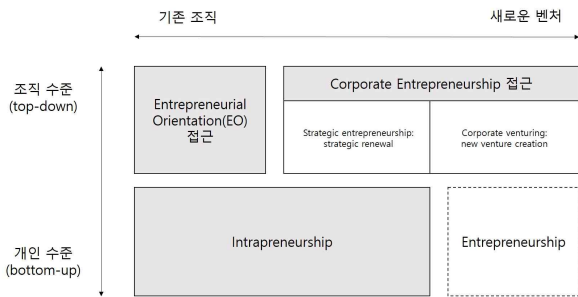 기존 조직
새로운 벤처
조직 수준
(top-down)
Entrepreneurial
Orientation(EO)
접근
Corporate Entrepreneurship 접근
Strategic entrepreneurship:
strategic renewal
Corporate venturing:
new venture creation
개인 수준
(bottom-up)
Intrapreneurship
Entrepreneurship